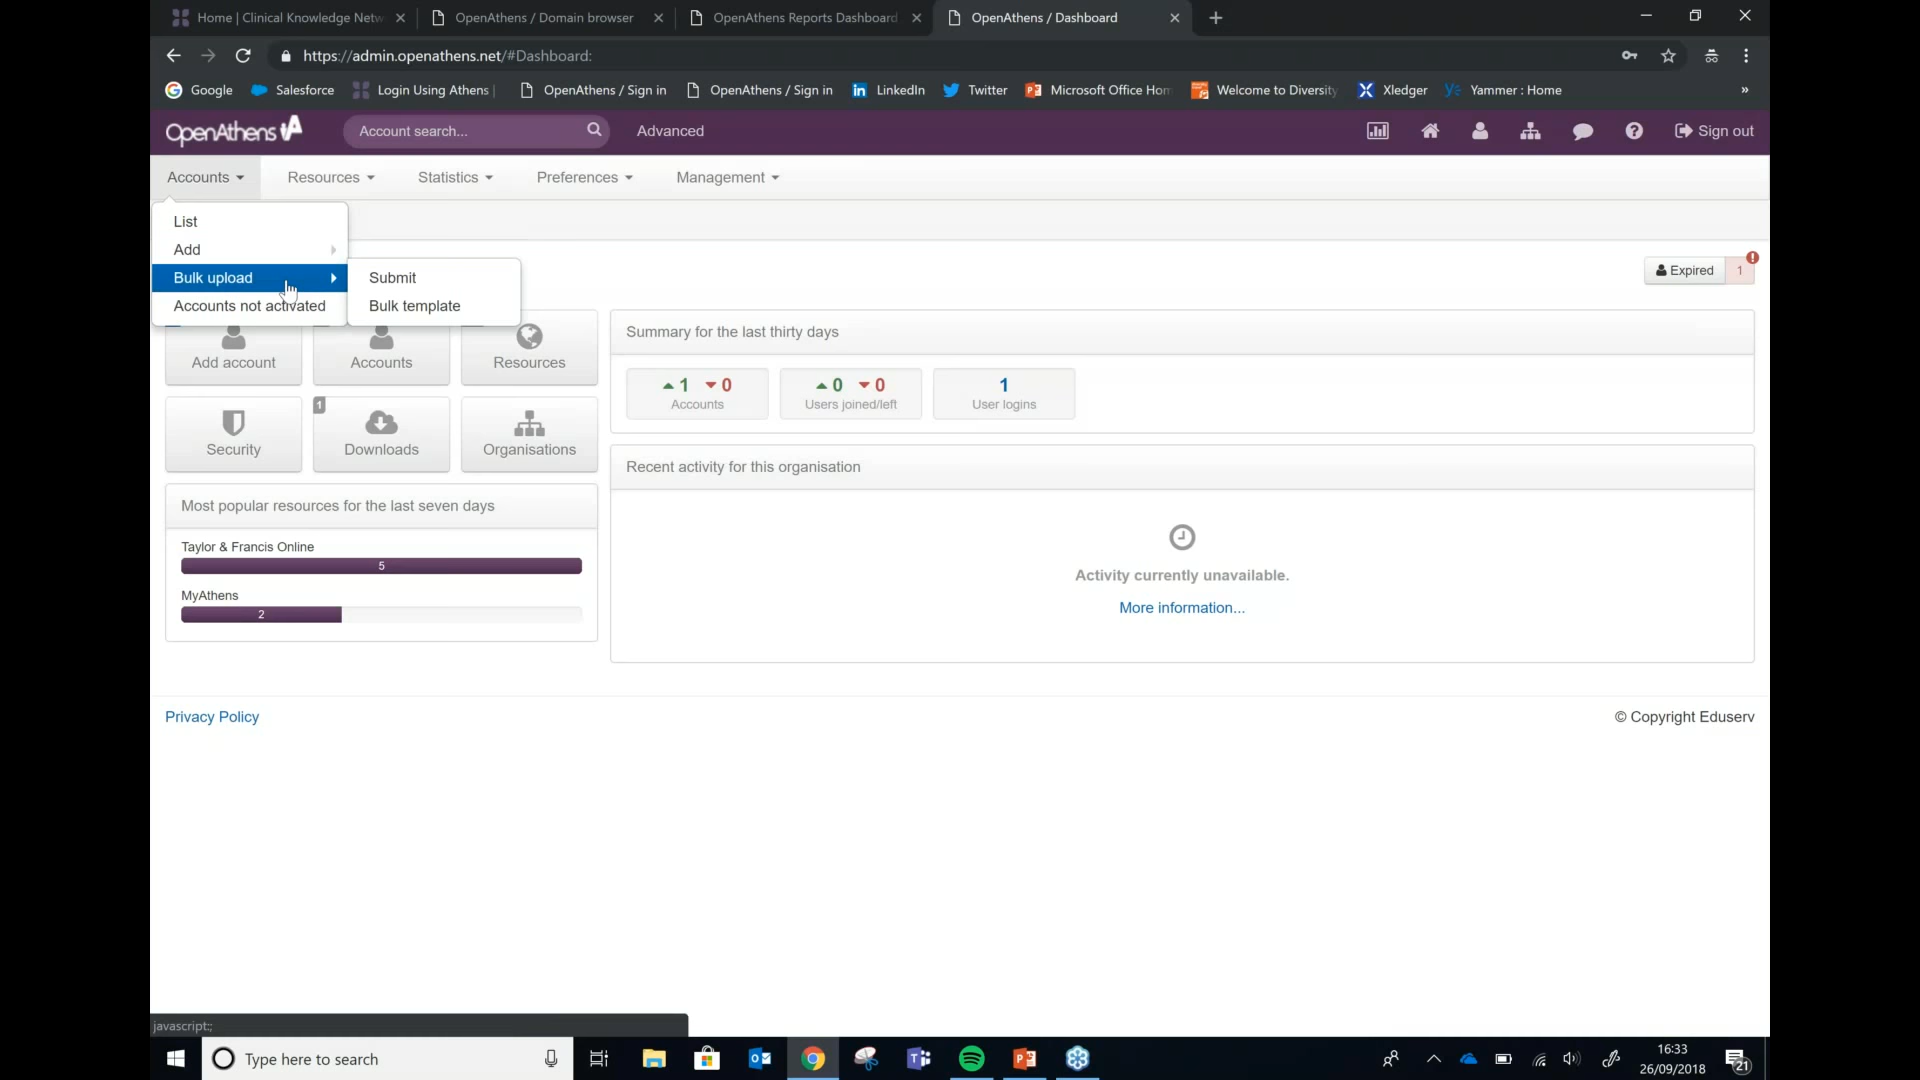 Home | Clinical Knowledge Netw
OpenAthens / Domain browser
OpenAthens Reports Dashboard
OpenAthens / Dashboard
https://admin.openathens.net/#Dashboard:
Google
Salesforce
Login Using Athens |
OpenAthens / Sign in
OpenAthens / Sign in
LinkedIn
Twitter
Microsoft Office Hom
Welcome to Diversity
Xledger
Yammer : Home
»
OpenAthens
Account search...
Advanced
Sign out
Accounts
Resources
Statistics
Preferences
Management
List
Add
Bulk upload
Accounts not activated
Submit
Bulk template
Expired
1
Add account
Accounts
Resources
Security
1
Downloads
Organisations
Summary for the last thirty days
1 0
Accounts
0 0
Users joined/left
1
User logins
Recent activity for this organisation
Activity currently unavailable.
More information...
Most popular resources for the last seven days
Taylor & Francis Online
5
MyAthens
2
Privacy Policy
© Copyright Eduserv
javascript:;
Type here to search
16:33
26/09/2018
21